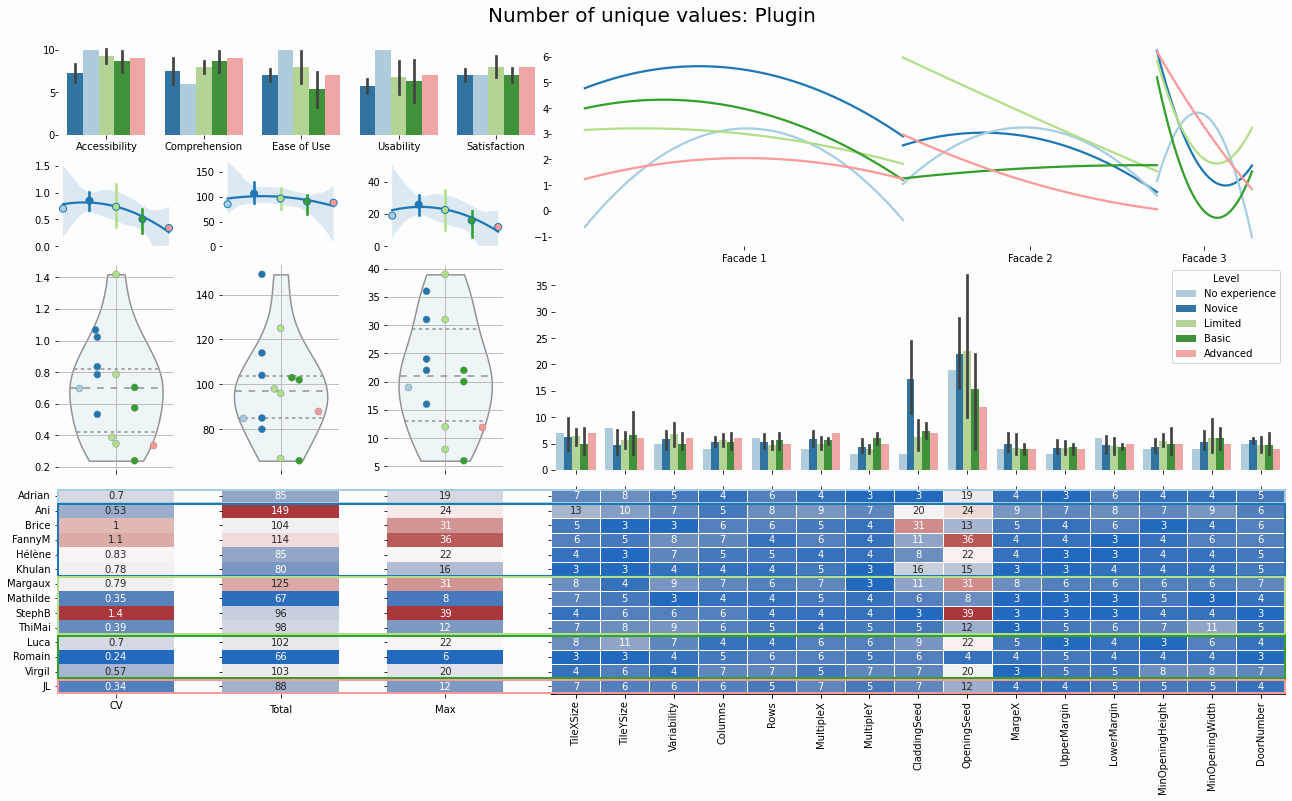 Number of unique values: Plugin
10
5
0
Accessibility Comprehension Ease of Use Usability Satisfaction
6
5
4
3
2
1
0
−1
Facade 1 Facade 2 Facade 3
1.5
1.0
0.5
0.0
150
100
50
0
40
20
0
1.4
1.2
1.0
0.8
0.6
0.4
0.2
140
120
100
80
40
35
30
25
20
15
10
5
35
30
25
20
15
10
5
0
Level
No experience
Novice
Limited
Basic
Advanced
Adrian 0.7 85 19 7 8 5 4 6 4 3 3 19 4 3 6 4 4 5
Ani 0.53 149 24 13 10 7 5 8 9 7 20 24 9 7 8 7 9 6
Brice 1 104 31 5 3 3 6 6 5 4 31 13 5 4 6 3 4 6
FannyM 1.1 114 36 6 5 8 7 4 6 4 11 36 4 4 3 4 6 6
Hélène 0.83 85 22 4 3 7 5 5 4 4 8 22 4 3 3 4 4 5
Khulan 0.78 80 16 3 3 4 4 4 4 4 16 15 3 3 4 4 4 5
Margaux 0.79 125 31 8 4 9 7 6 7 3 11 31 8 6 6 6 6 7
Mathilde 0.35 67 8 7 5 3 4 4 5 4 6 8 3 3 3 3 4 5
StephB 1.4 96 39 4 6 6 6 4 4 4 3 39 3 3 3 4 4 3
ThiMai 0.39 98 12 7 8 9 6 5 4 5 5 12 3 5 6 7 11 5
Luca 0.7 102 22 8 11 7 4 4 6 6 9 22 5 3 4 3 6 4
Romain 0.24 66 6 3 3 4 5 6 6 5 6 4 4 5 4 4 4 3
Virgil 0.57 103 20 4 6 4 7 7 5 7 7 20 3 5 5 8 8 7
JL 0.34 88 12 7 6 6 6 5 7 5 7 12 4 4 5 5 5 4
CV Total Max
TileXSize
TileYSize
Variability
Columns
Rows
MultipleX
MultipleY
CladdingSeed
OpeningSeed
MargeX
UpperMargin
LowerMargin
MinOpeningHeight
MinOpeningWidth
DoorNumber